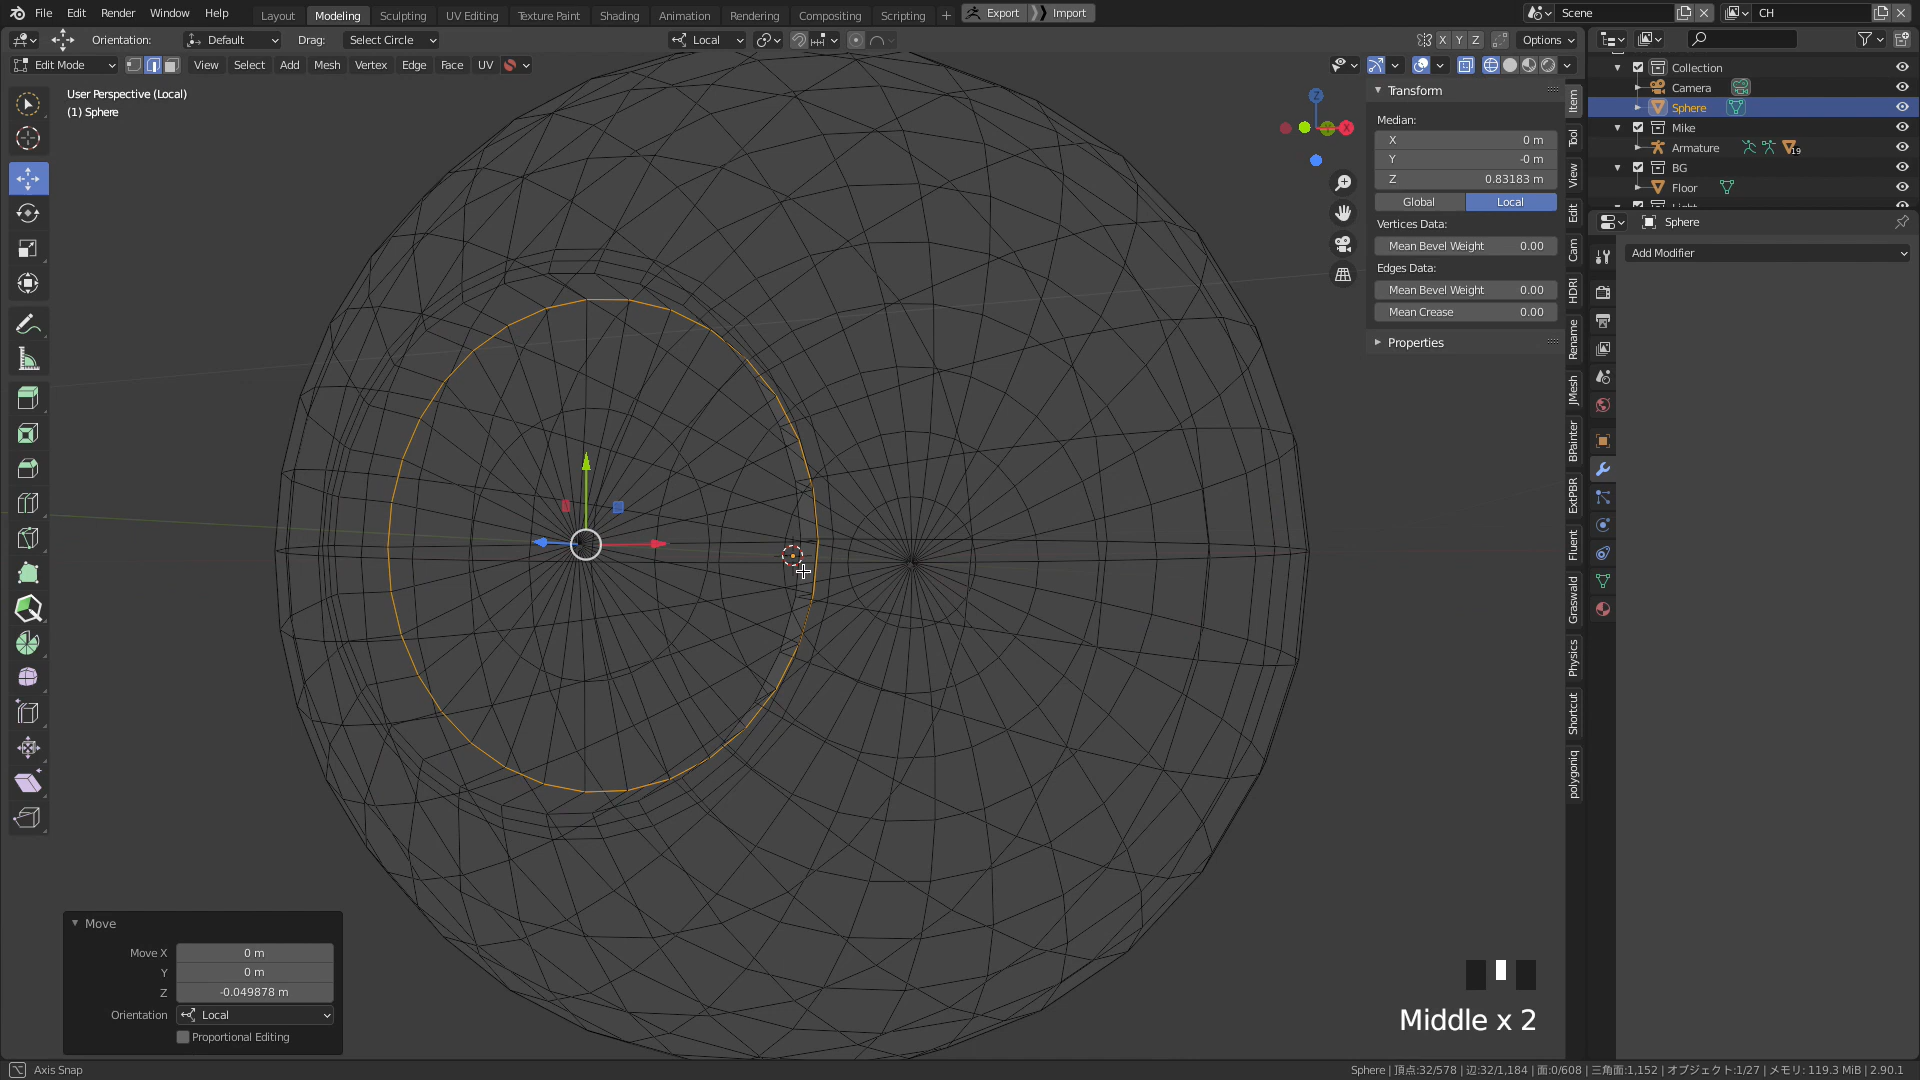 File Edit Render Window Help Layout Modeling Sculpting UV Editing Texture Paint Shading Animation Rendering Compositing Scripting + Export Import Scene CH
Orientation: Default Drag: Select Circle Local X Y Z Options
Edit Mode View Select Add Mesh Vertex Edge Face UV
User Perspective (Local)
(1) Sphere
Transform
Median:
X 0 m
Y -0 m
Z 0.83183 m
Global Local
Vertices Data:
Mean Bevel Weight 0.00
Edges Data:
Mean Bevel Weight 0.00
Mean Crease 0.00
Properties
Item
Tool
View
Edit
Cam
HDRI
Rename
JMesh
BPainter
ExtPBR
Fluent
Graswald
Physics
Shortcut
polygoniq
Z
X
Collection
Camera
Sphere
Mike
Armature 19
BG
Floor
Sphere
Add Modifier
Move
Move X 0 m
Y 0 m
Z -0.049878 m
Orientation Local
Proportional Editing
Middle x 2
Axis Snap
Sphere | 頂点:32/578 | 辺:32/1,184 | 面:0/608 | 三角面:1,152 | オブジェクト:1/27 | メモリ: 119.3 MiB | 2.90.1